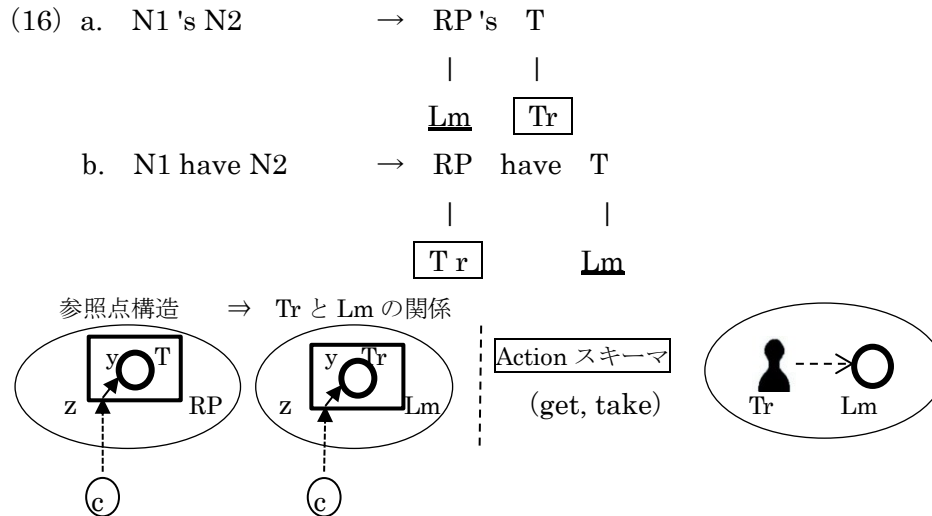 (16) a. N1 's N2 → RP 's T
| |
Lm Tr
b. N1 have N2 → RP have T
| |
T r Lm
参照点構造 ⇒ Tr と Lm の関係
y T y Tr Action スキーマ
z RP z Lm (get, take) Tr Lm
c c